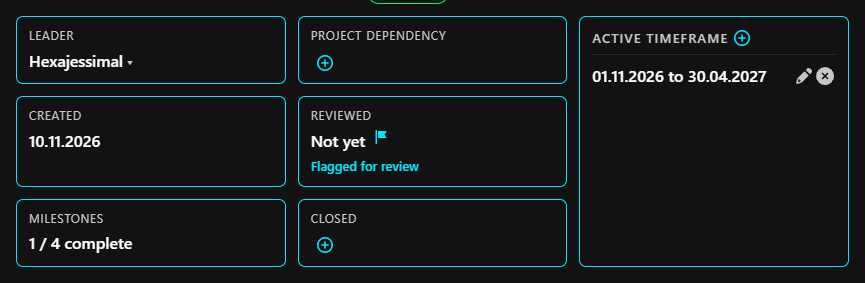 LEADER
Hexajessimal
PROJECT DEPENDENCY
ACTIVE TIMEFRAME
01.11.2026 to 30.04.2027
CREATED
10.11.2026
REVIEWED
Not yet
Flagged for review
MILESTONES
1 / 4 complete
CLOSED